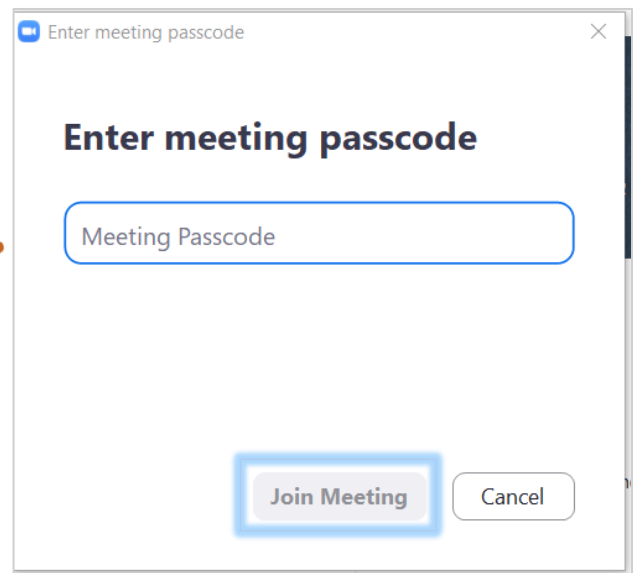 Enter meeting passcode
Enter meeting passcode
Meeting Passcode
Join Meeting
Cancel